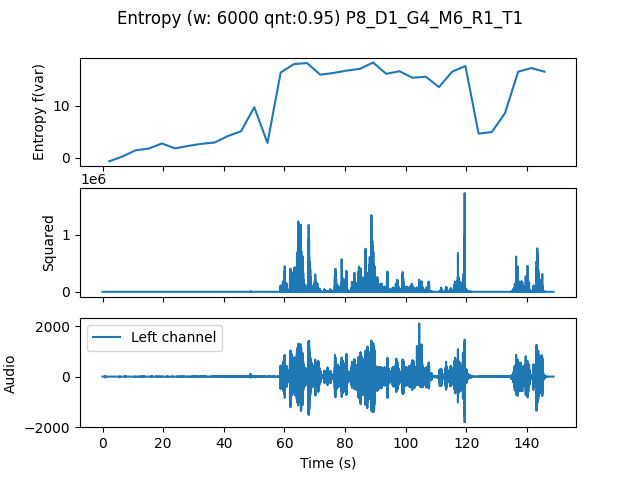 Entropy (w: 6000 qnt:0.95) P8_D1_G4_M6_R1_T1
Entropy f(var)
10
0
1e6
Squared
1
0
Audio
2000
0
−2000
Left channel
0 20 40 60 80 100 120 140
Time (s)